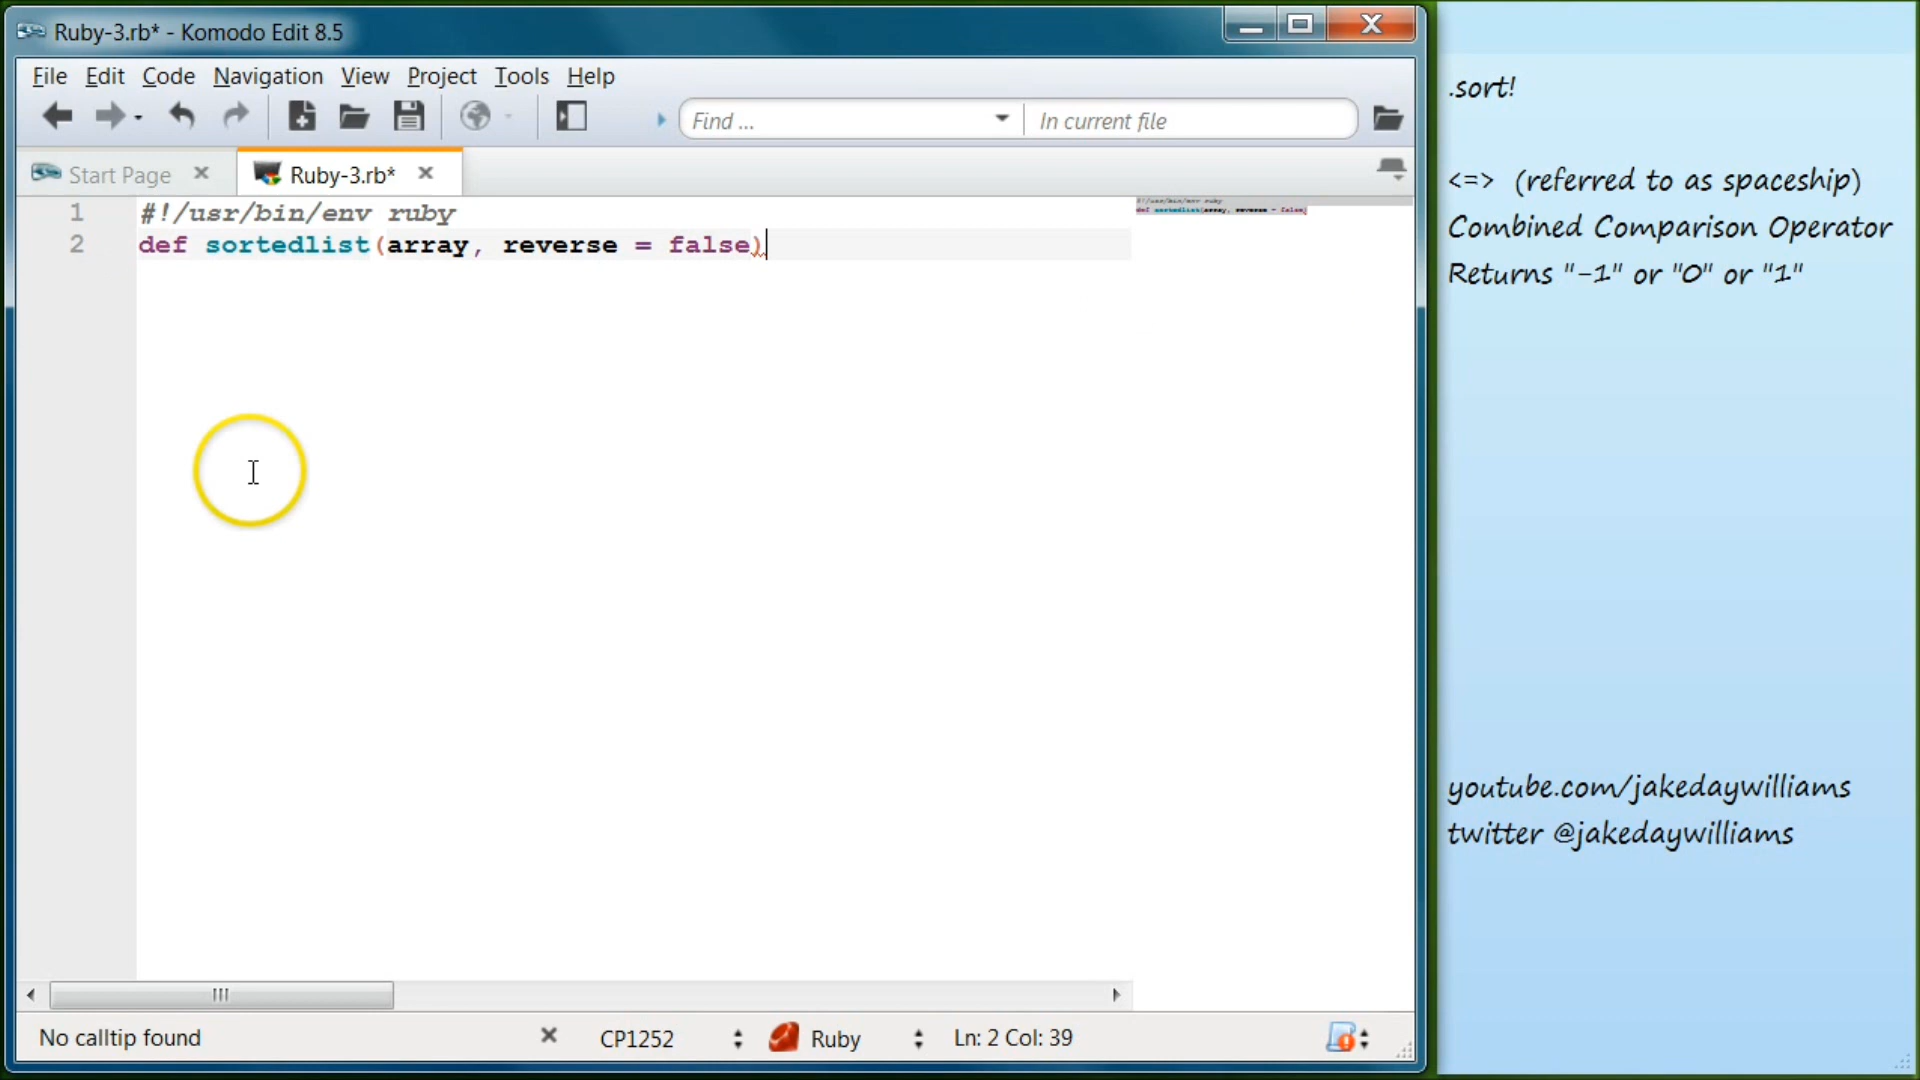 Ruby-3.rb* - Komodo Edit 8.5
File Edit Code Navigation View Project Tools Help
Find ... In current file
Start Page Ruby-3.rb*
1 #!/usr/bin/env ruby
2 def sortedlist(array, reverse = false)
No calltip found CP1252 Ruby Ln: 2 Col: 39
.sort!
<=> (referred to as spaceship)
Combined Comparison Operator
Returns "-1" or "0" or "1"
youtube.com/jakedaywilliams
twitter @jakedaywilliams